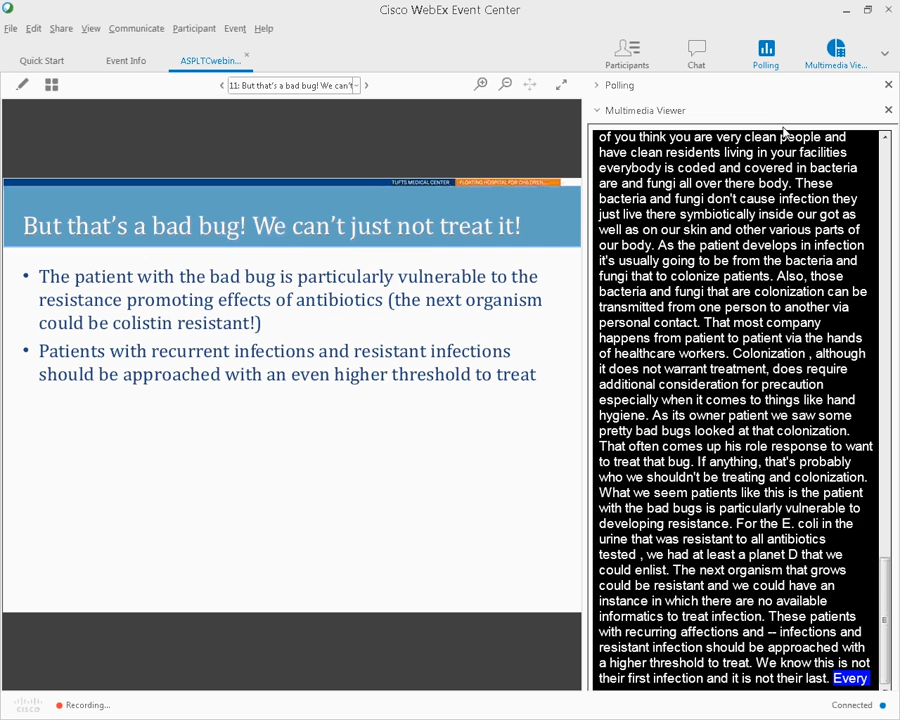 Cisco WebEx Event Center
File Edit Share View Communicate Participant Event Help
Quick Start Event Info ASPLTCwebin...
Participants Chat Polling Multimedia Vie...
11: But that's a bad bug! We can't
Polling
Multimedia Viewer
TUFTS MEDICAL CENTER FLOATING HOSPITAL FOR CHILDREN
But that's a bad bug! We can't just not treat it!
• The patient with the bad bug is particularly vulnerable to the
resistance promoting effects of antibiotics (the next organism
could be colistin resistant!)
• Patients with recurrent infections and resistant infections
should be approached with an even higher threshold to treat
of you think you are very clean people and
have clean residents living in your facilities
everybody is coded and covered in bacteria
are and fungi all over there body. These
bacteria and fungi don't cause infection they
just live there symbiotically inside our got as
well as on our skin and other various parts of
our body. As the patient develops in infection
it's usually going to be from the bacteria and
fungi that to colonize patients. Also, those
bacteria and fungi that are colonization can be
transmitted from one person to another via
personal contact. That most company
happens from patient to patient via the hands
of healthcare workers. Colonization , although
it does not warrant treatment, does require
additional consideration for precaution
especially when it comes to things like hand
hygiene. As its owner patient we saw some
pretty bad bugs looked at that colonization.
That often comes up his role response to want
to treat that bug. If anything, that's probably
who we shouldn't be treating and colonization.
What we seem patients like this is the patient
with the bad bugs is particularly vulnerable to
developing resistance. For the E. coli in the
urine that was resistant to all antibiotics
tested , we had at least a planet D that we
could enlist. The next organism that grows
could be resistant and we could have an
instance in which there are no available
informatics to treat infection. These patients
with recurring affections and -- infections and
resistant infection should be approached with
a higher threshold to treat. We know this is not
their first infection and it is not their last. Every
cisco Recording... Connected